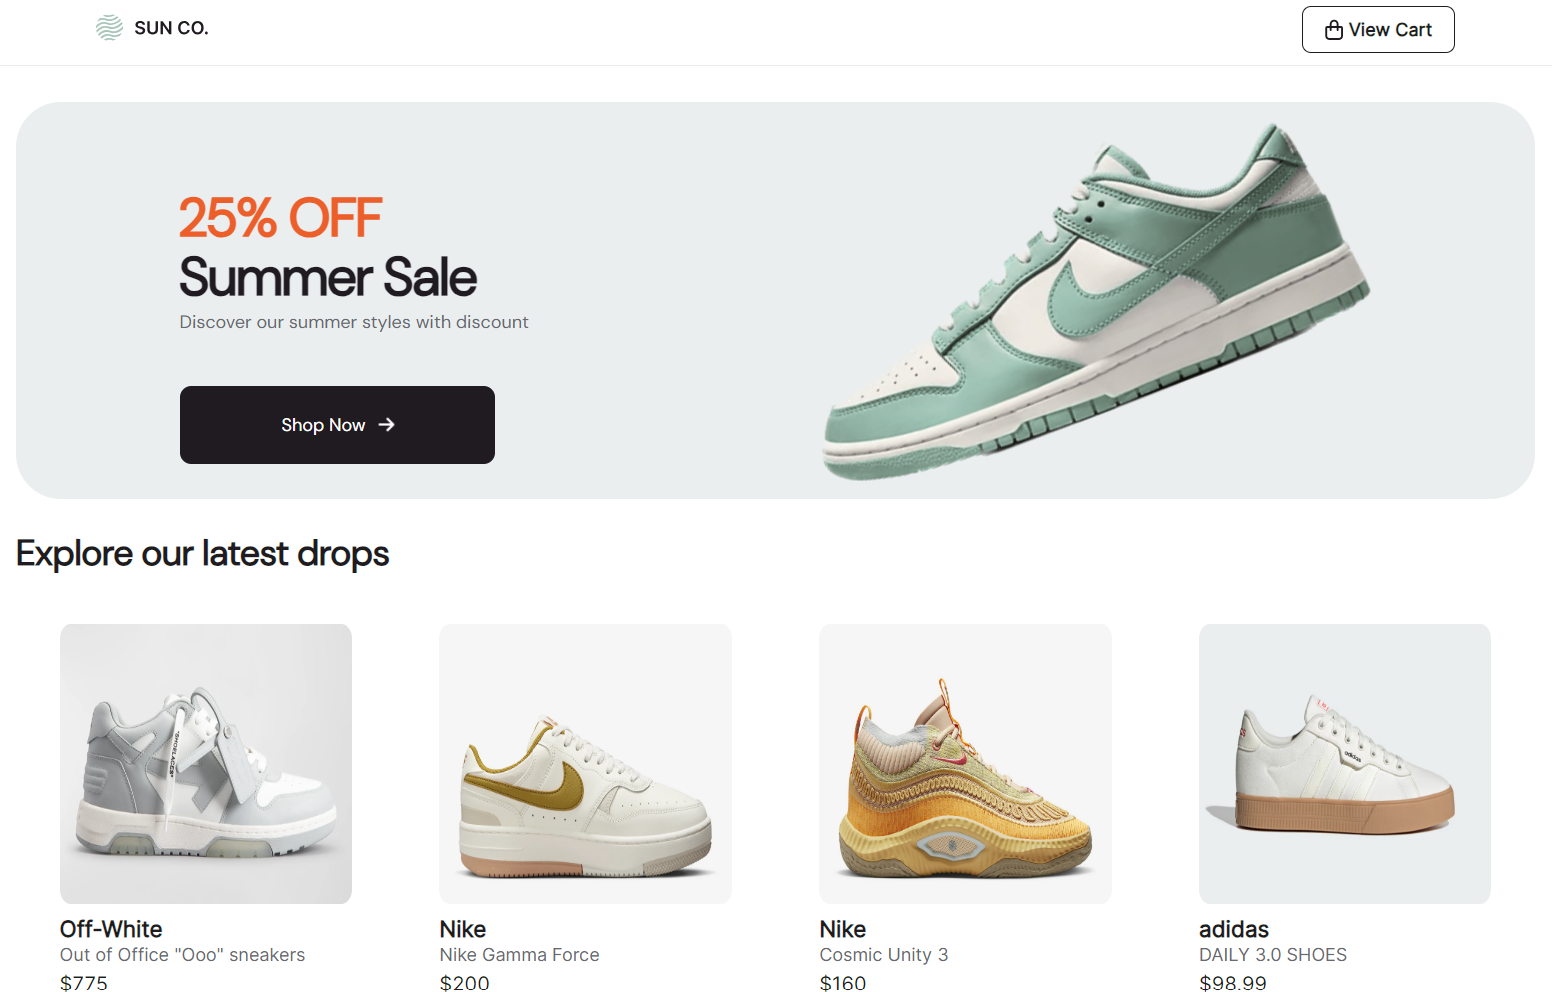 SUN CO.
View Cart
25% OFF
Summer Sale
Discover our summer styles with discount
Shop Now →
Explore our latest drops
"SHOELACES"
adidas
Off-White
Out of Office "Ooo" sneakers
$775
Nike
Nike Gamma Force
$200
Nike
Cosmic Unity 3
$160
adidas
DAILY 3.0 SHOES
$98.99